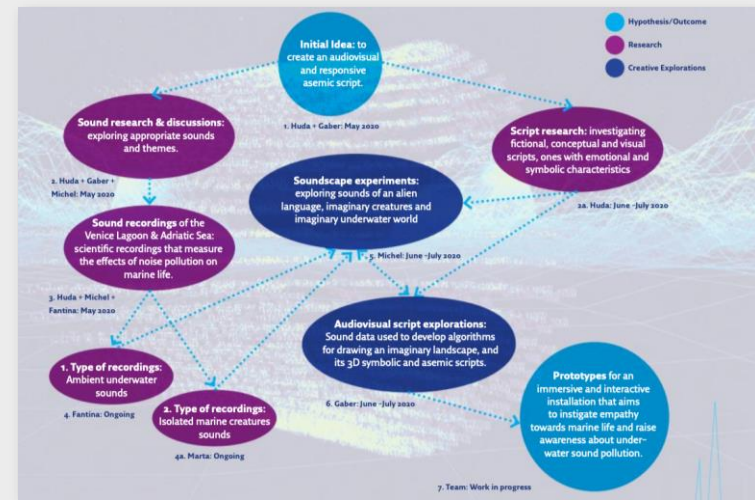 Hypothesis/Outcome
Research
Creative Explorations
Initial Idea: to
create an audiovisual
and responsive
asemic script.
1. Huda + Gaber: May 2020
Sound research & discussions:
exploring appropriate sounds
and themes.
2. Huda + Gaber +
Michel: May 2020
Script research: investigating
fictional, conceptual and visual
scripts, ones with emotional and
symbolic characteristics
2a. Huda: June -July 2020
Soundscape experiments:
exploring sounds of an alien
language, imaginary creatures and
imaginary underwater world
5. Michel: June -July 2020
Sound recordings of the
Venice Lagoon & Adriatic Sea:
scientific recordings that measure
the effects of noise pollution on
marine life.
3. Huda + Michel +
Fantina: May 2020
Audiovisual script explorations:
Sound data used to develop algorithms
for drawing an imaginary landscape, and
its 3D symbolic and asemic scripts.
6. Gaber: June -July 2020
1. Type of recordings:
Ambient underwater
sounds
4. Fantina: Ongoing
2. Type of recordings:
Isolated marine creatures
sounds
4a. Marta: Ongoing
Prototypes for an
immersive and interactive
installation that aims
to instigate empathy
towards marine life and raise
awareness about under-
water sound pollution.
7. Team: Work in progress